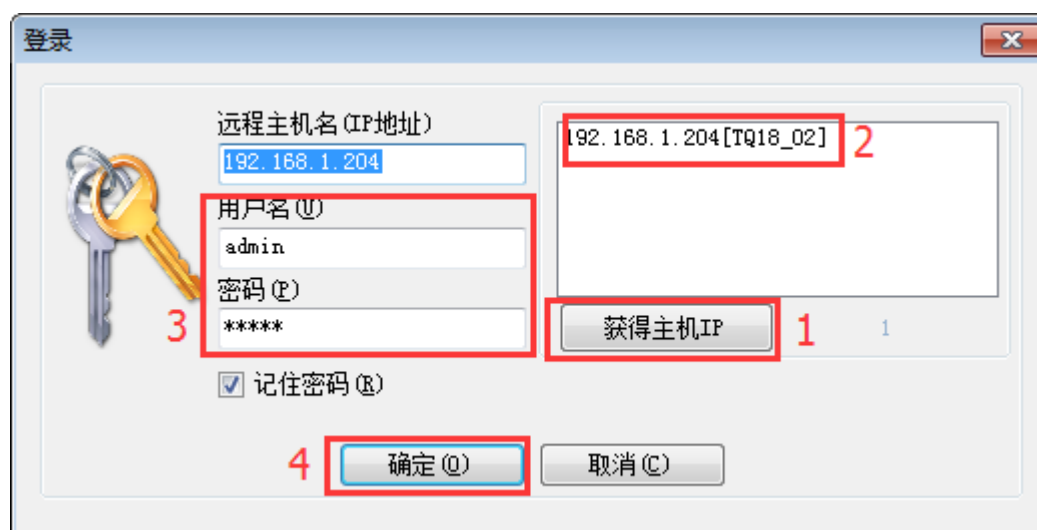 登录
远程主机名(IP地址)
192.168.1.204
用户名(U)
admin
密码(P)
*****
3
记住密码(R)
192.168.1.204[TQ18_02]
2
获得主机IP
1
1
4
确定(O)
取消(C)